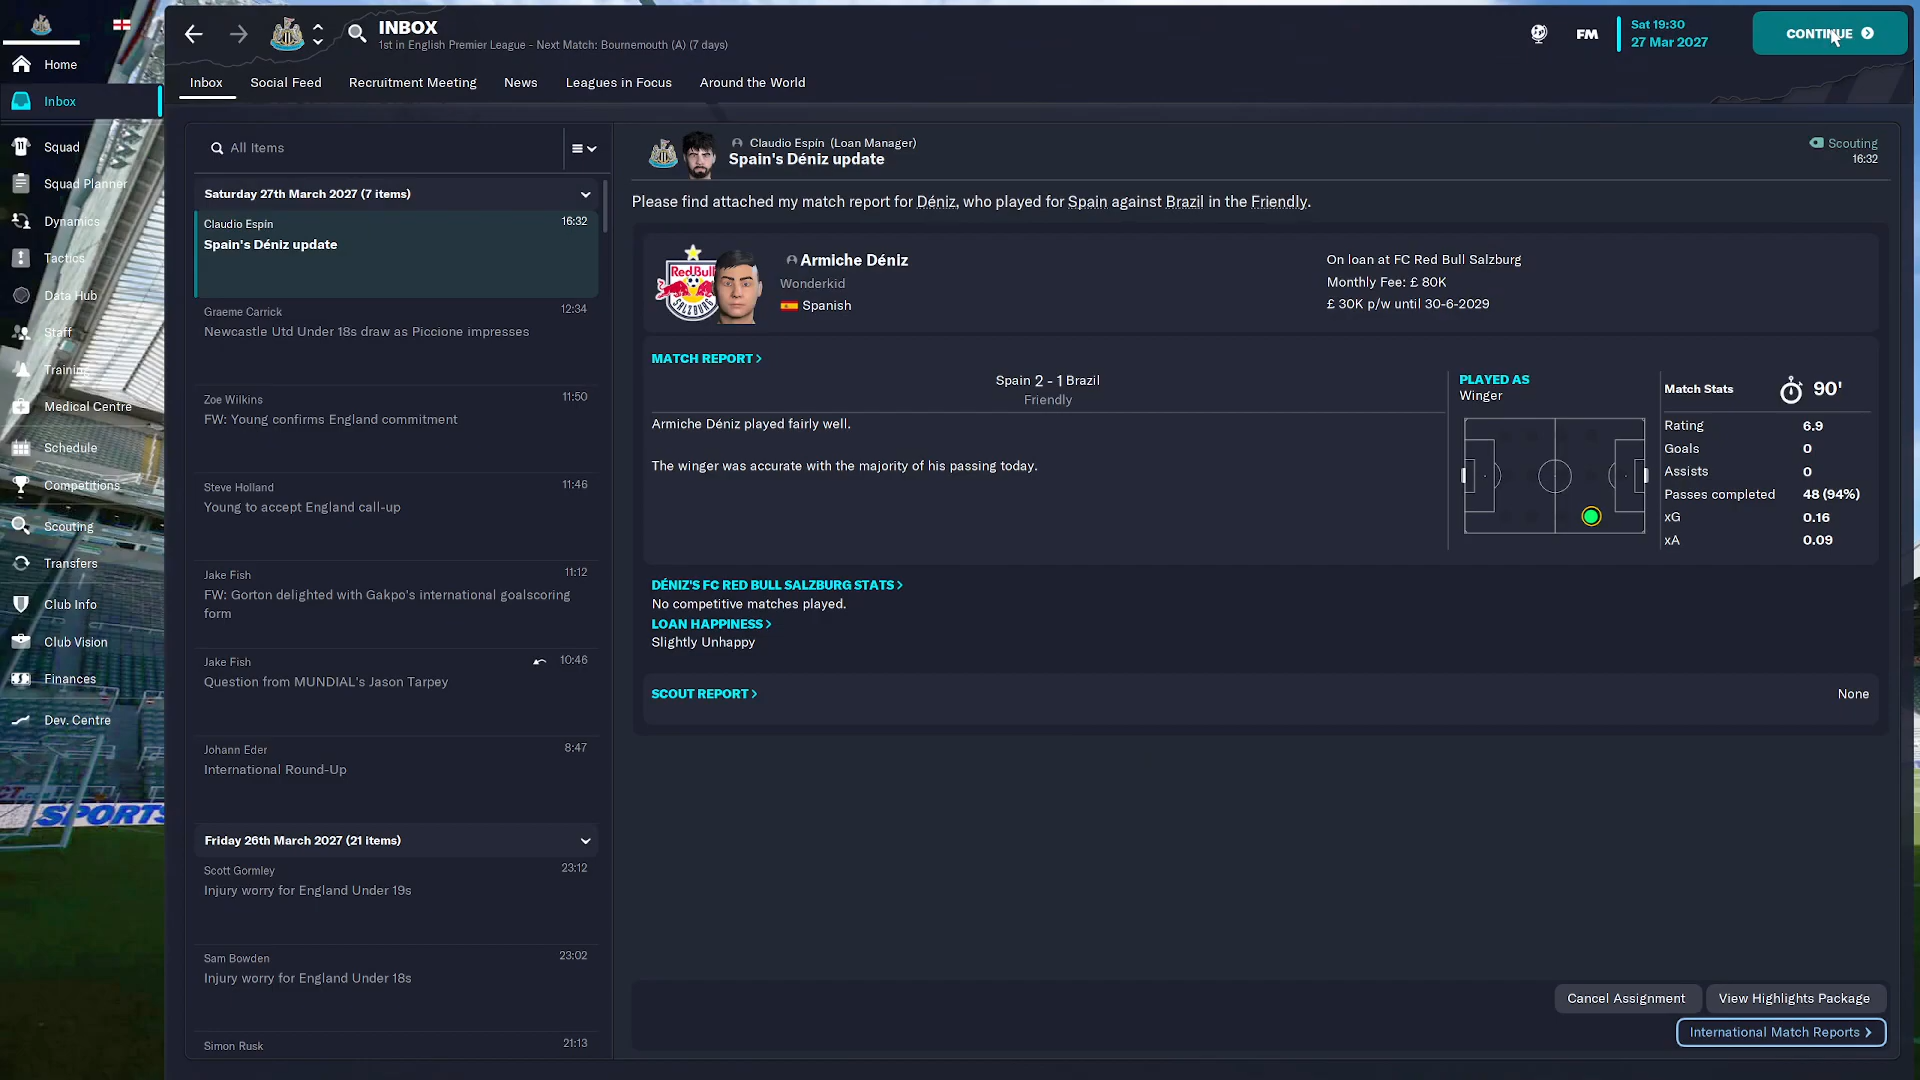 INBOX
1st in English Premier League - Next Match: Bournemouth (A) (7 days)
FM
Sat 19:30
27 Mar 2027
CONTINUE
Home
Inbox
Squad
Squad Planner
Dynamics
Tactics
Data Hub
Staff
Training
Medical Centre
Schedule
Competitions
Scouting
Transfers
Club Info
Club Vision
Finances
Dev. Centre
SPORTS
Inbox
Social Feed
Recruitment Meeting
News
Leagues in Focus
Around the World
All Items
Saturday 27th March 2027 (7 items)
Claudio Espín
16:32
Spain's Déniz update
Graeme Carrick
12:34
Newcastle Utd Under 18s draw as Piccione impresses
Zoe Wilkins
11:50
FW: Young confirms England commitment
Steve Holland
11:46
Young to accept England call-up
Jake Fish
11:12
FW: Gorton delighted with Gakpo's international goalscoring
form
Jake Fish
10:46
Question from MUNDIAL's Jason Tarpey
Johann Eder
8:47
International Round-Up
Friday 26th March 2027 (21 items)
Scott Gormley
23:12
Injury worry for England Under 19s
Sam Bowden
23:02
Injury worry for England Under 18s
Simon Rusk
21:13
Claudio Espín (Loan Manager)
Spain's Déniz update
Scouting
16:32
Please find attached my match report for Déniz, who played for Spain against Brazil in the Friendly.
RedBull
SALZBURG
Armiche Déniz
Wonderkid
Spanish
On loan at FC Red Bull Salzburg
Monthly Fee: £ 80K
£ 30K p/w until 30-6-2029
MATCH REPORT >
Spain 2 - 1 Brazil
Friendly
Armiche Déniz played fairly well.
The winger was accurate with the majority of his passing today.
PLAYED AS
Winger
Match Stats
90'
Rating 6.9
Goals 0
Assists 0
Passes completed 48 (94%)
xG 0.16
xA 0.09
DÉNIZ'S FC RED BULL SALZBURG STATS >
No competitive matches played.
LOAN HAPPINESS >
Slightly Unhappy
SCOUT REPORT >
None
Cancel Assignment
View Highlights Package
International Match Reports >